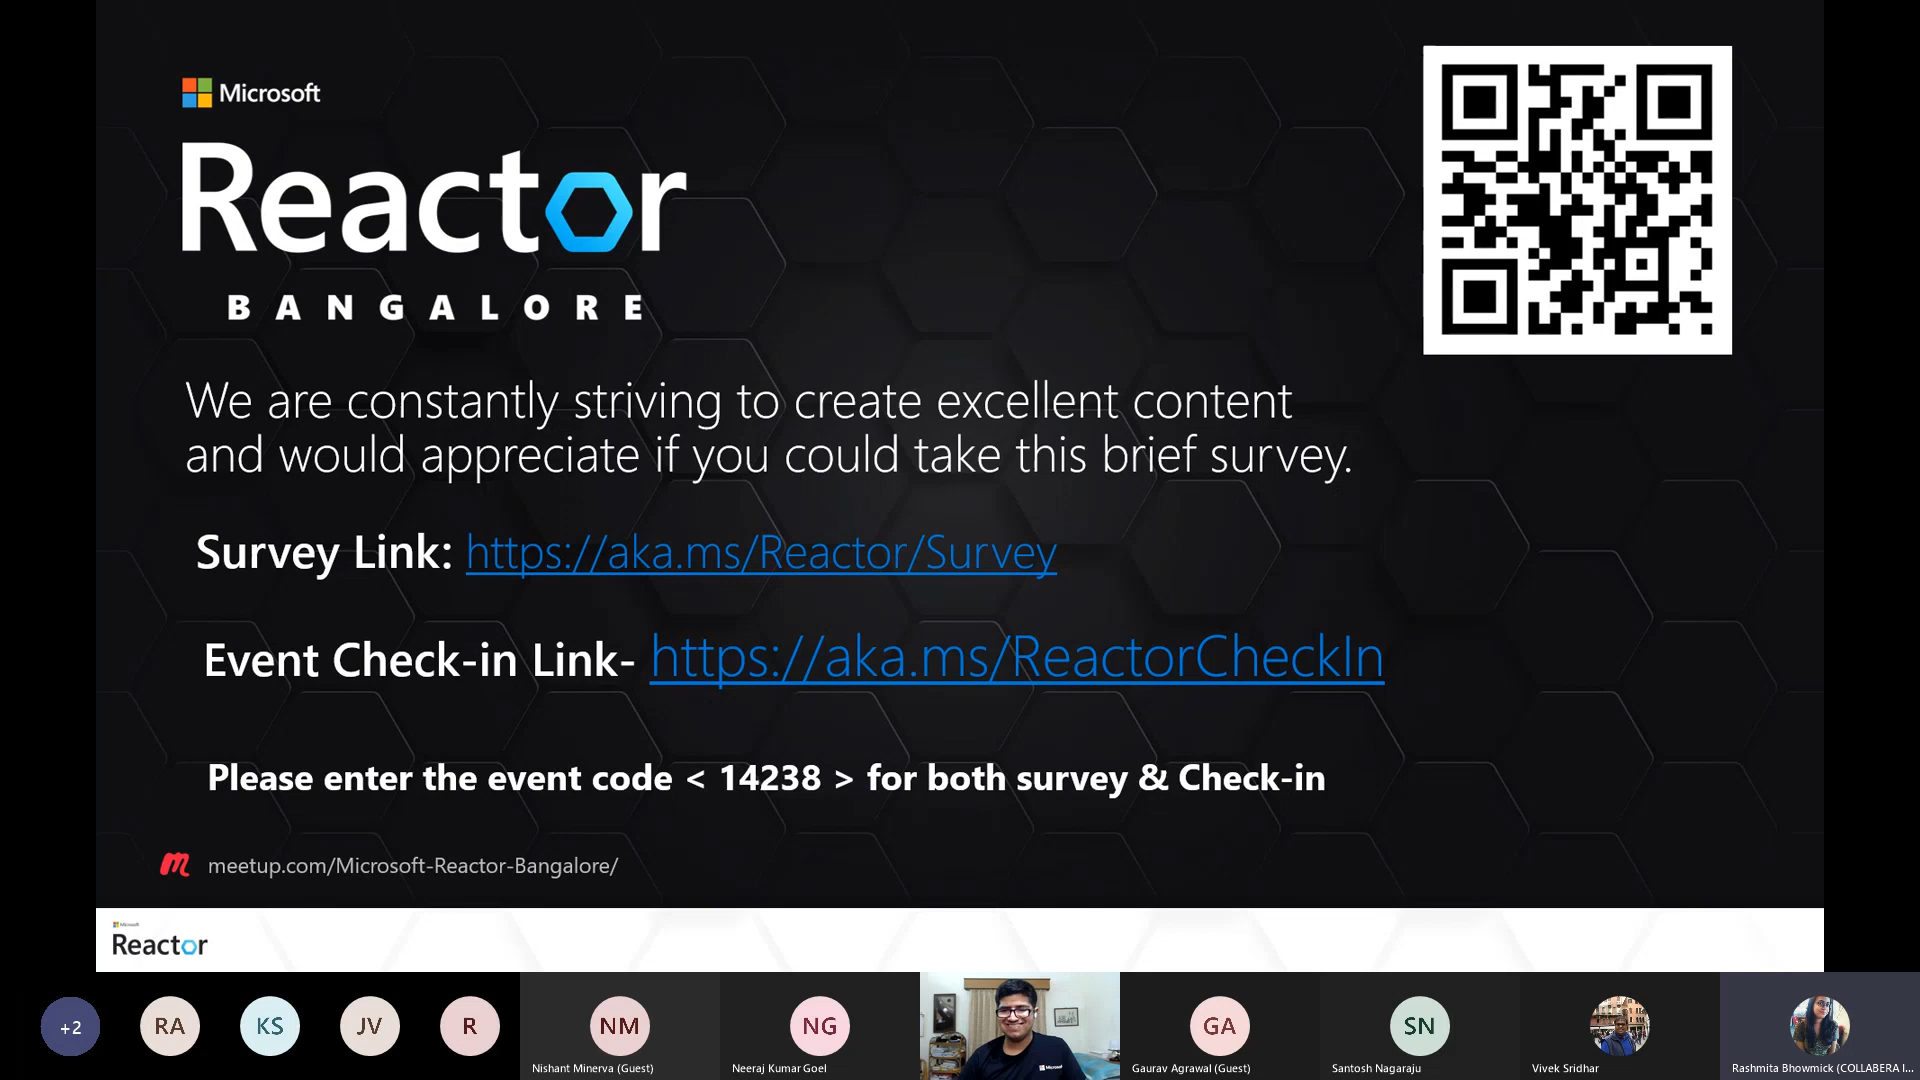 Microsoft
Reactor
BANGALORE
We are constantly striving to create excellent content
and would appreciate if you could take this brief survey.
Survey Link: https://aka.ms/Reactor/Survey
Event Check-in Link- https://aka.ms/ReactorCheckIn
Please enter the event code < 14238 > for both survey & Check-in
meetup.com/Microsoft-Reactor-Bangalore/
Microsoft
Reactor
+2
RA
KS
JV
R
NM
NG
GA
SN
Nishant Minerva (Guest)
Neeraj Kumar Goel
Microsoft
Gaurav Agrawal (Guest)
Santosh Nagaraju
Vivek Sridhar
Rashmita Bhowmick (COLLABERA I...